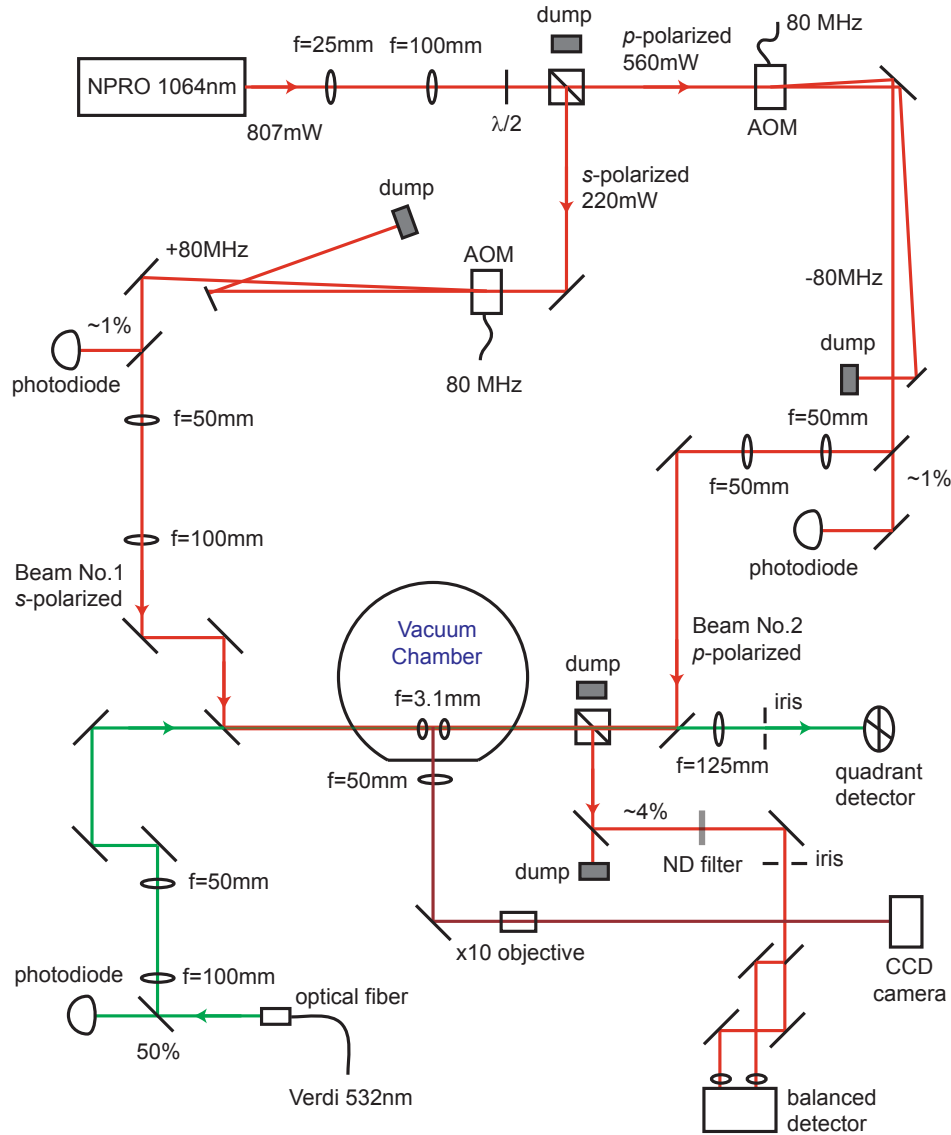 dump
p-polarized
560mW
80 MHz
f=25mm
f=100mm
NPRO 1064nm
807mW
λ/2
AOM
s-polarized
220mW
dump
+80MHz
AOM
-80MHz
~1%
photodiode
80 MHz
dump
f=50mm
f=50mm
f=50mm
~1%
f=100mm
photodiode
Beam No.1
s-polarized
Vacuum
Chamber
f=3.1mm
Beam No.2
p-polarized
dump
iris
f=50mm
f=125mm
quadrant
detector
~4%
ND filter
iris
dump
f=50mm
x10 objective
CCD
camera
photodiode
f=100mm
optical fiber
50%
Verdi 532nm
balanced
detector